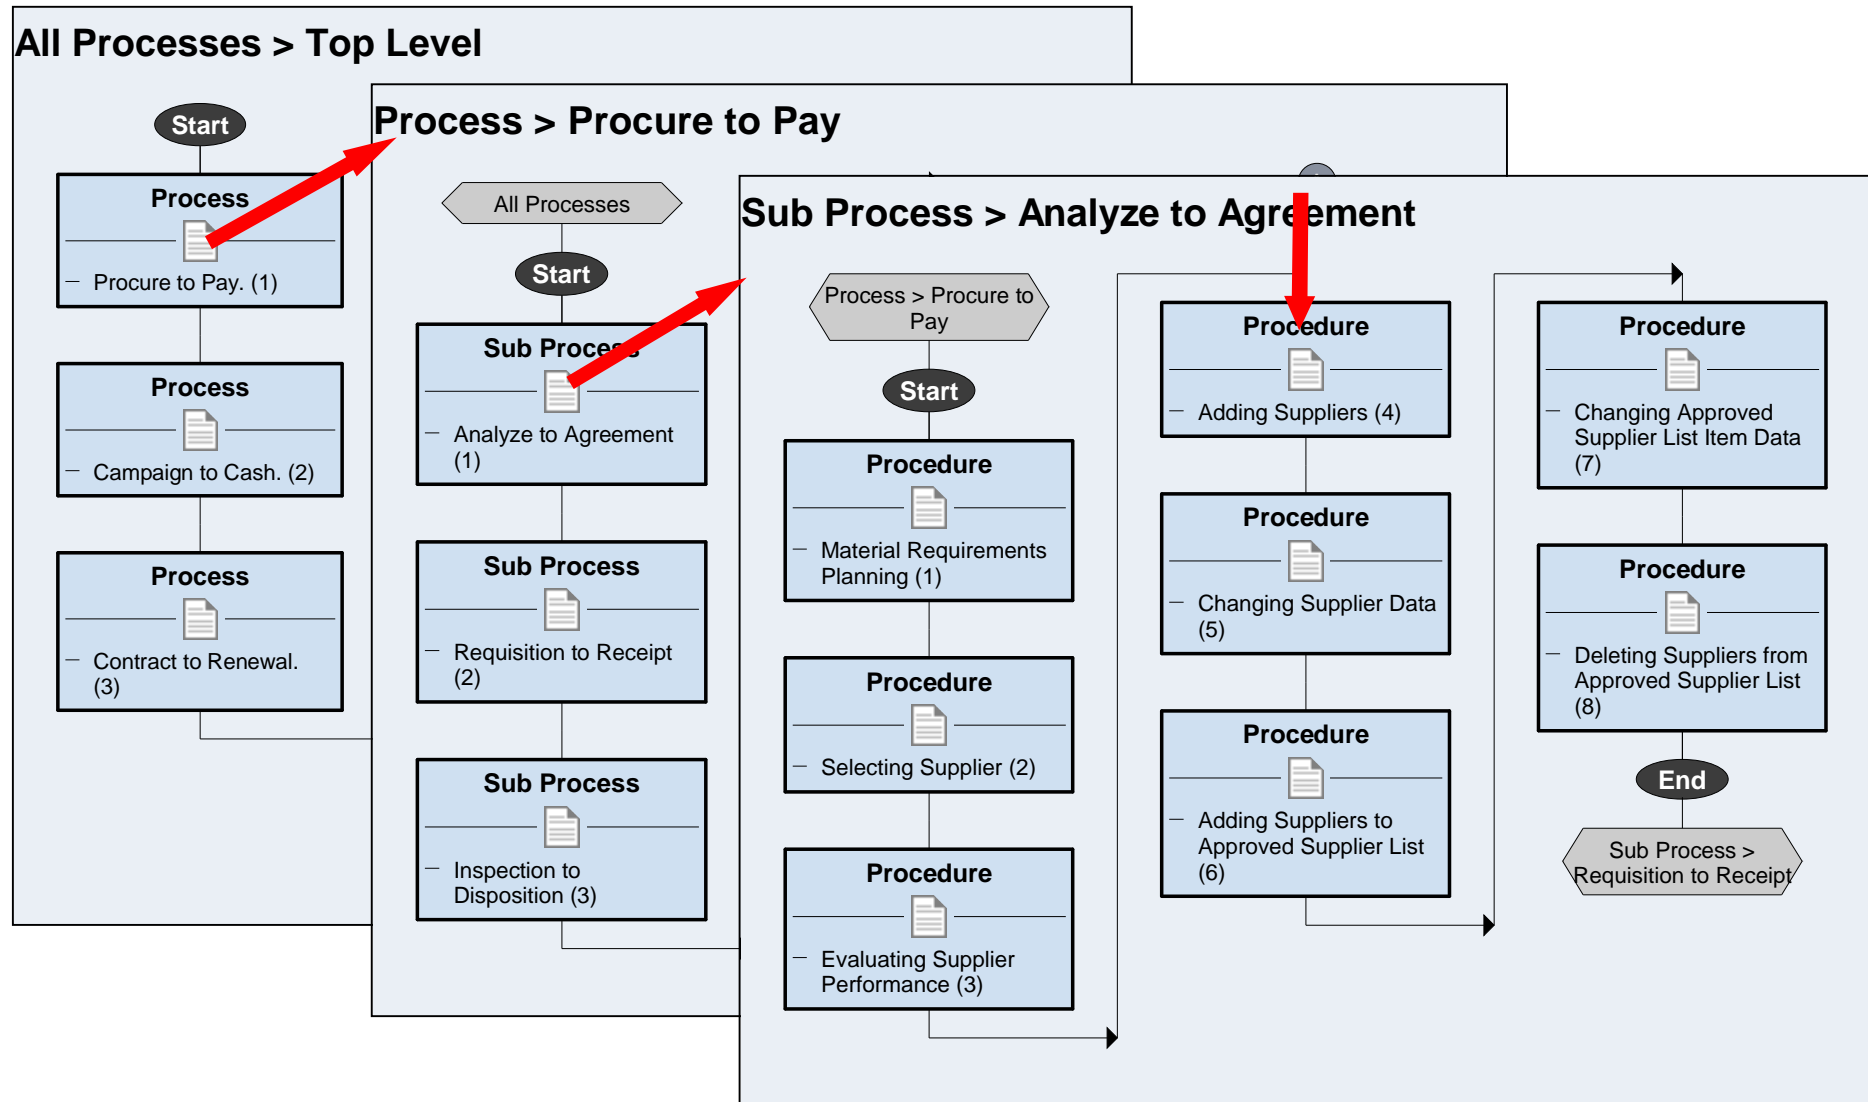 All Processes > Top Level
Start
Process
Procure to Pay. (1)
Process
Campaign to Cash. (2)
Process
Contract to Renewal.
(3)
Process > Procure to Pay
All Processes
Start
Sub Process
Analyze to Agreement
(1)
Sub Process
Requisition to Receipt
(2)
Sub Process
Inspection to
Disposition (3)
Sub Process > Analyze to Agreement
Process > Procure to
Pay
Start
Procedure
Material Requirements
Planning (1)
Procedure
Selecting Supplier (2)
Procedure
Evaluating Supplier
Performance (3)
Procedure
Adding Suppliers (4)
Procedure
Changing Supplier Data
(5)
Procedure
Adding Suppliers to
Approved Supplier List
(6)
Procedure
Changing Approved
Supplier List Item Data
(7)
Procedure
Deleting Suppliers from
Approved Supplier List
(8)
End
Sub Process >
Requisition to Receipt